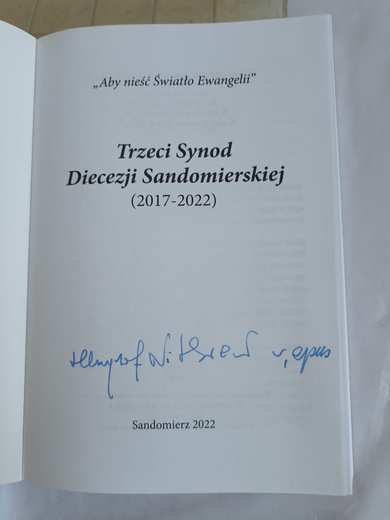 „Aby nieść Światło Ewangelii”
Trzeci Synod
Diecezji Sandomierskiej
(2017-2022)
Sandomierz 2022